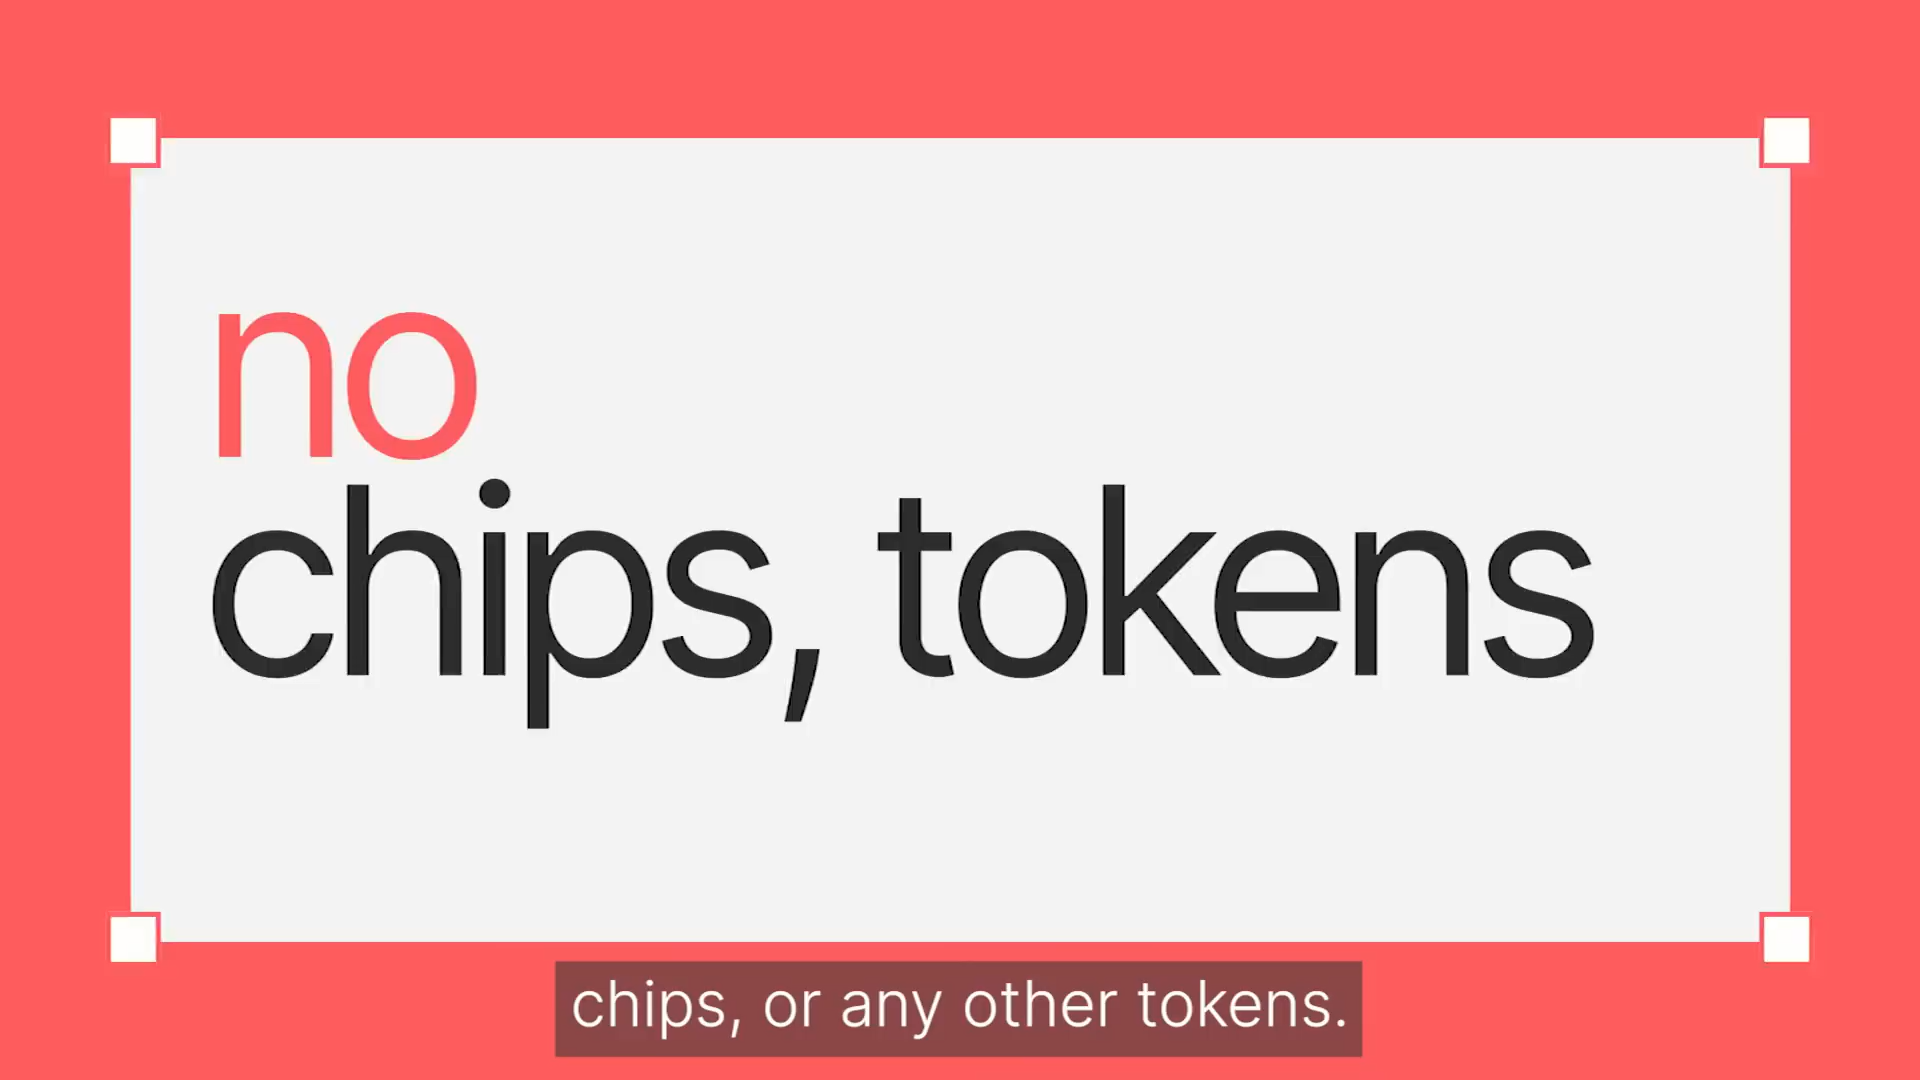 no
chips, tokens
chips, or any other tokens.